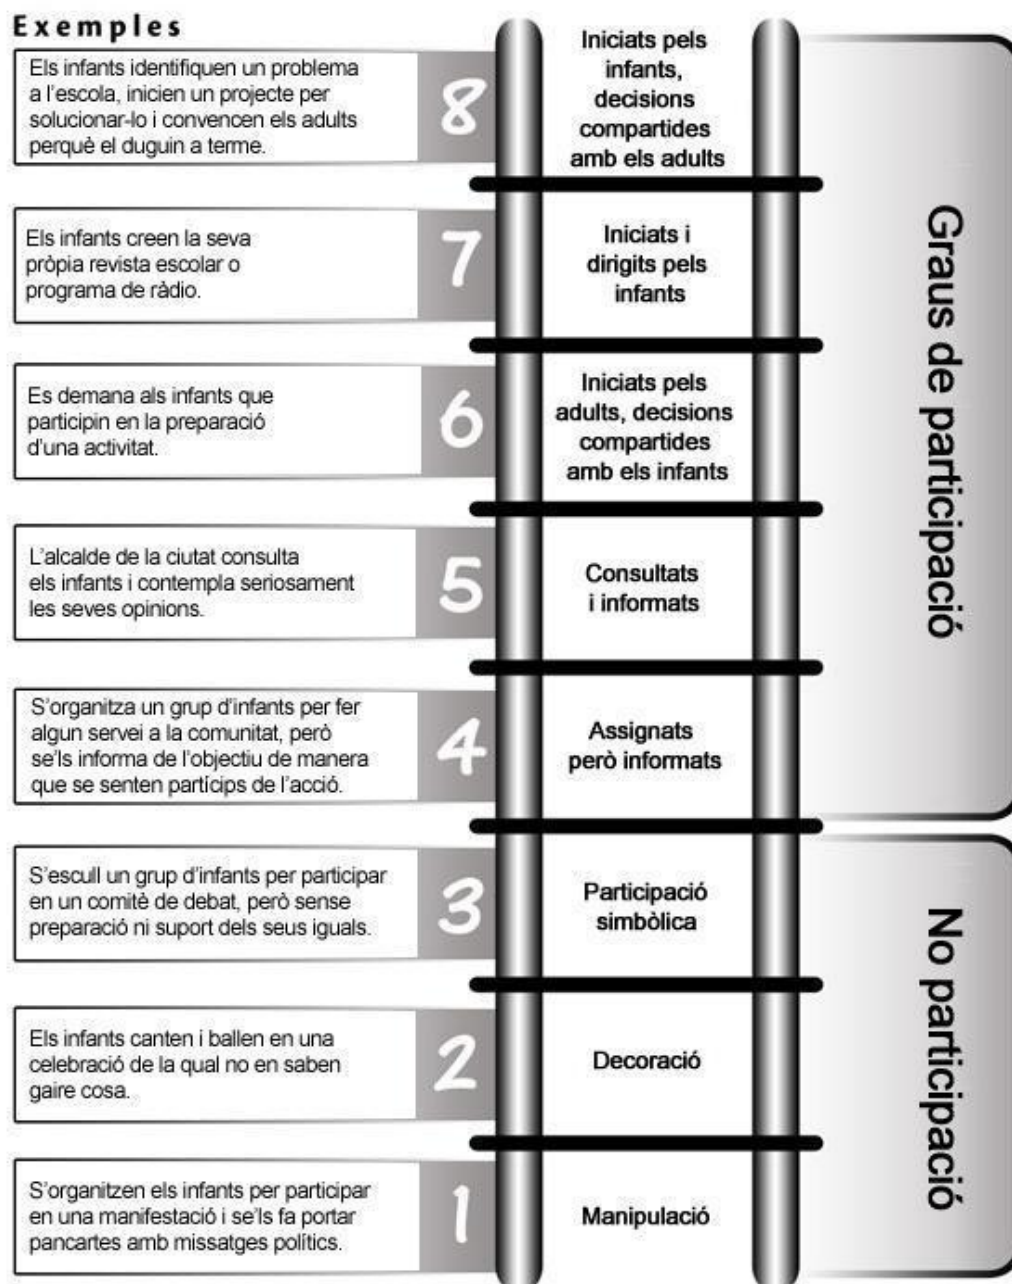 Exemples
Els infants identifiquen un problema
a l'escola, inicien un projecte per
solucionar-lo i convencen els adults
perquè el duguin a terme.
8
Iniciats pels
infants,
decisions
compartides
amb els adults
Els infants creen la seva
pròpia revista escolar o
programa de ràdio.
7
Iniciats i
dirigits pels
infants
Es demana als infants que
participin en la preparació
d'una activitat.
6
Iniciats pels
adults, decisions
compartides
amb els infants
L'alcalde de la ciutat consulta
els infants i contempla seriosament
les seves opinions.
5
Consultats
i informats
S'organitza un grup d'infants per fer
algun servei a la comunitat, però
se'ls informa de l'objectiu de manera
que se senten partícips de l'acció.
4
Assignats
però informats
Graus de participació
S'escull un grup d'infants per participar
en un comitè de debat, però sense
preparació ni suport dels seus iguals.
3
Participació
simbòlica
Els infants canten i ballen en una
celebració de la qual no en saben
gaire cosa.
2
Decoració
S'organitzen els infants per participar
en una manifestació i se'ls fa portar
pancartes amb missatges polítics.
1
Manipulació
No participació